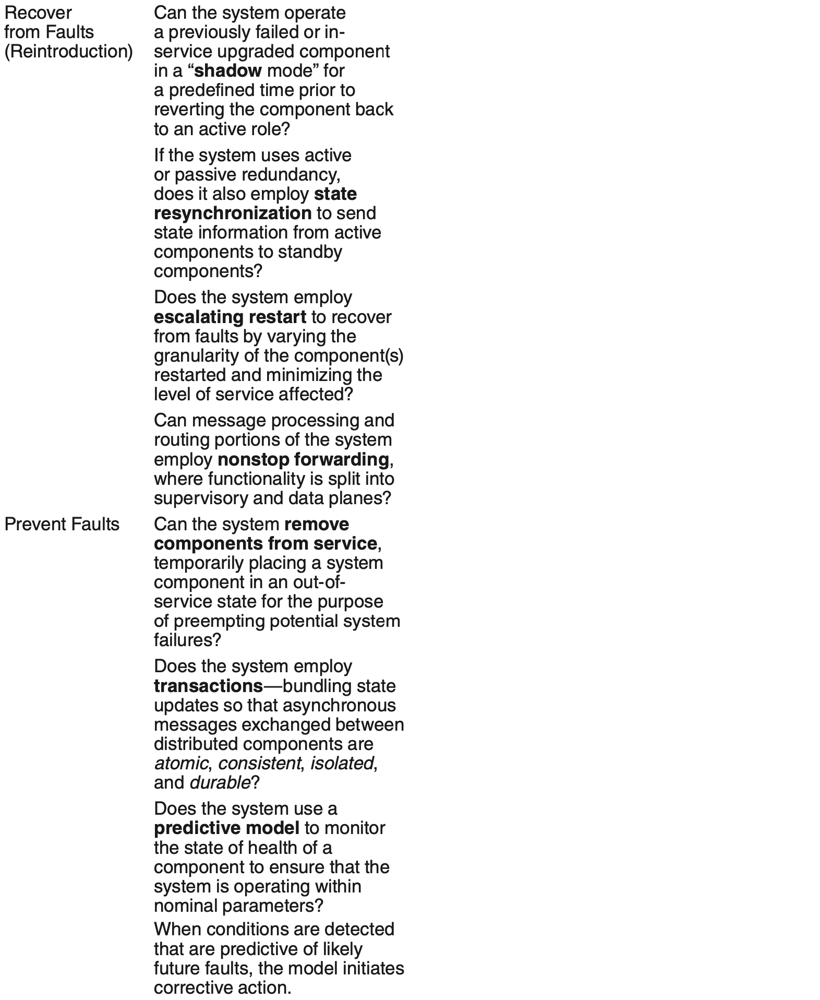 Recover
from Faults
(Reintroduction)
Can the system operate
a previously failed or in-
service upgraded component
in a “shadow mode” for
a predefined time prior to
reverting the component back
to an active role?
If the system uses active
or passive redundancy,
does it also employ state
resynchronization to send
state information from active
components to standby
components?
Does the system employ
escalating restart to recover
from faults by varying the
granularity of the component(s)
restarted and minimizing the
level of service affected?
Can message processing and
routing portions of the system
employ nonstop forwarding,
where functionality is split into
supervisory and data planes?
Prevent Faults
Can the system remove
components from service,
temporarily placing a system
component in an out-of-
service state for the purpose
of preempting potential system
failures?
Does the system employ
transactions—bundling state
updates so that asynchronous
messages exchanged between
distributed components are
atomic, consistent, isolated,
and durable?
Does the system use a
predictive model to monitor
the state of health of a
component to ensure that the
system is operating within
nominal parameters?
When conditions are detected
that are predictive of likely
future faults, the model initiates
corrective action.